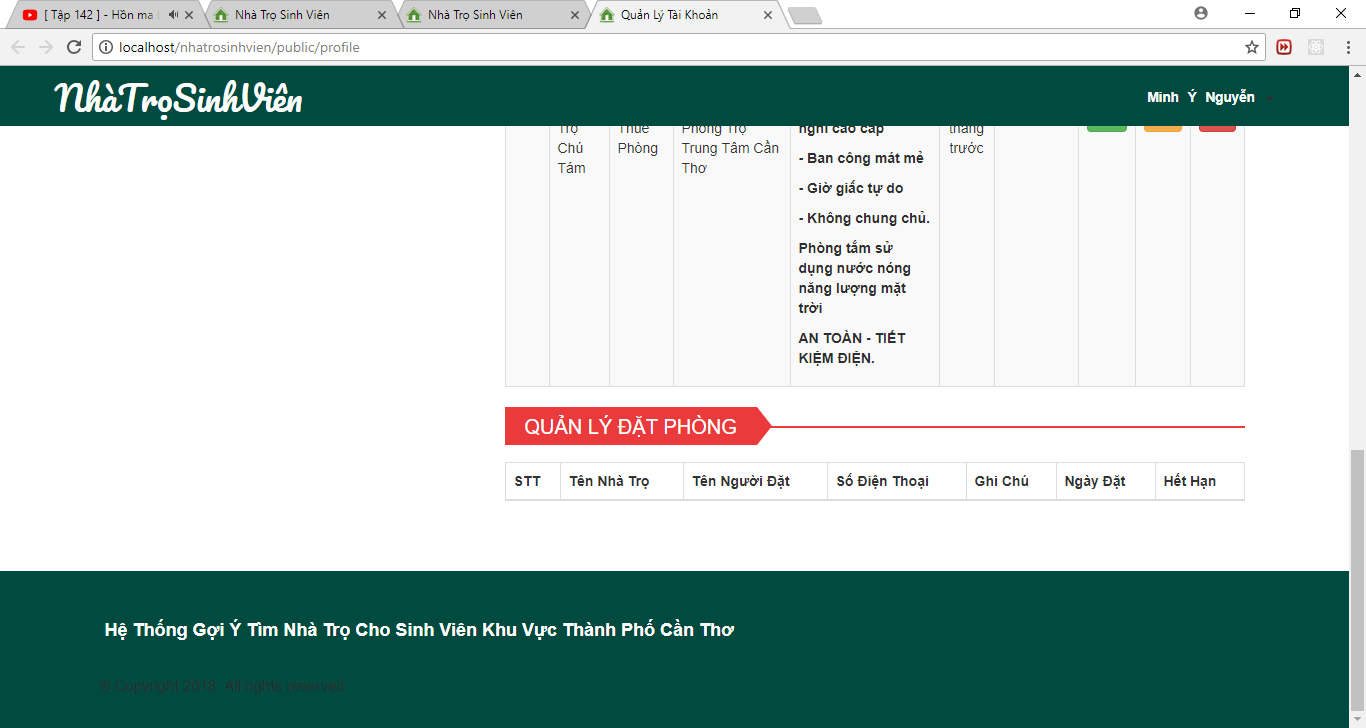 [ Tập 142 ] - Hồn ma
Nhà Trọ Sinh Viên
Nhà Trọ Sinh Viên
Quản Lý Tài Khoản
localhost/nhatrosinhvien/public/profile
NhàTrọSinhViên
Minh Ý Nguyễn
Trọ
Chú
Tám
Thuê
Phòng
Phòng Trọ
Trung Tâm Cần
Thơ
nghi cao cấp
- Ban công mát mẻ
- Giờ giấc tự do
- Không chung chủ.
Phòng tắm sử
dụng nước nóng
năng lượng mặt
trời
AN TOÀN - TIẾT
KIỆM ĐIỆN.
tháng
trước
QUẢN LÝ ĐẶT PHÒNG
STT Tên Nhà Trọ Tên Người Đặt Số Điện Thoại Ghi Chú Ngày Đặt Hết Hạn
Hệ Thống Gợi Ý Tìm Nhà Trọ Cho Sinh Viên Khu Vực Thành Phố Cần Thơ
© Copyright 2018. All rights reserved.